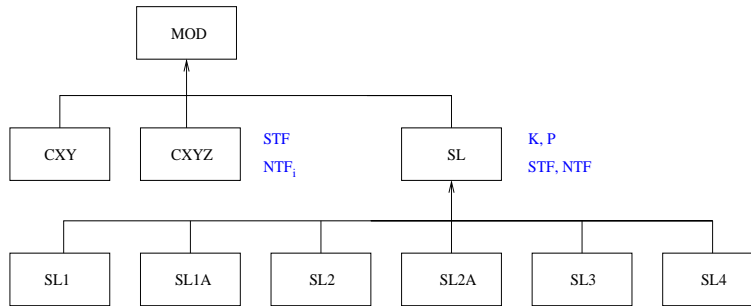 MOD
CXY CXYZ STF SL K, P
NTFi STF, NTF
SL1 SL1A SL2 SL2A SL3 SL4